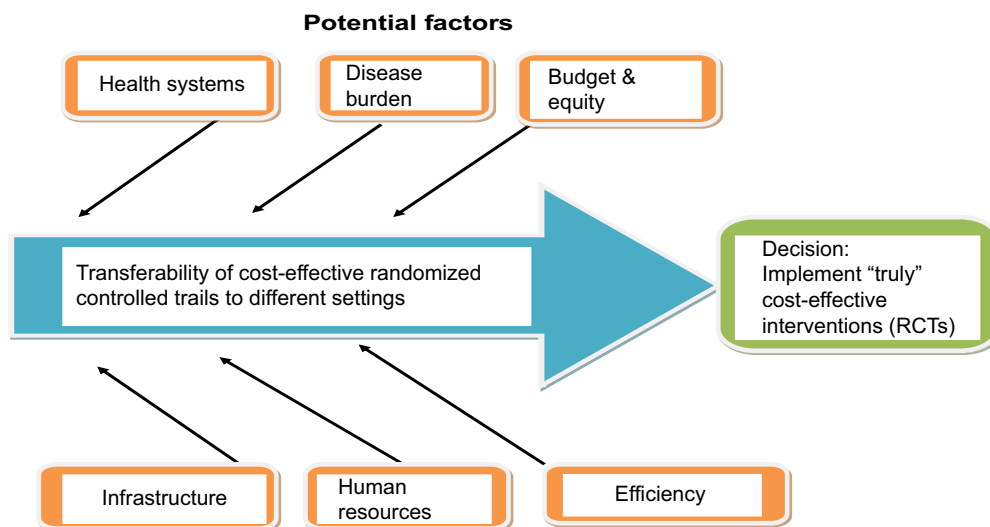 Potential factors
Health systems
Disease
burden
Budget &
equity
Transferability of cost-effective randomized
controlled trails to different settings
Decision:
Implement “truly”
cost-effective
interventions (RCTs)
Infrastructure
Human
resources
Efficiency